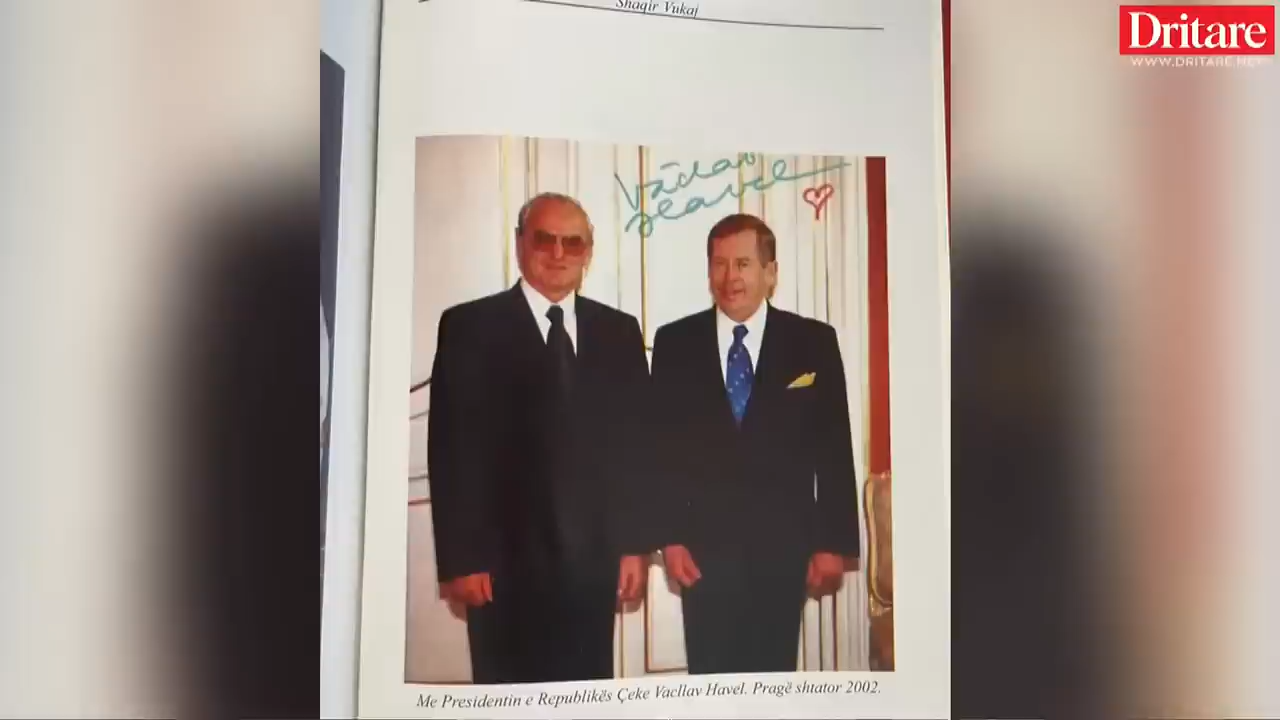 Shaqir Vukaj
Dritare
WWW.DRITARE.NET
Václav
Havel
Me Presidentin e Republikës Çeke Vacllav Havel. Pragë shtator 2002.